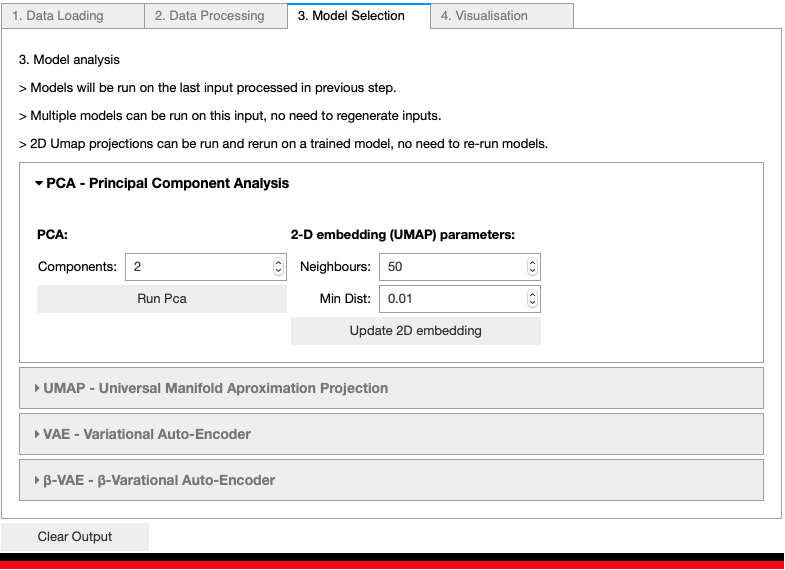 1. Data Loading 2. Data Processing 3. Model Selection 4. Visualisation
3. Model analysis
> Models will be run on the last input processed in previous step.
> Multiple models can be run on this input, no need to regenerate inputs.
> 2D Umap projections can be run and rerun on a trained model, no need to re-run models.
PCA - Principal Component Analysis
PCA: 2-D embedding (UMAP) parameters:
Components: 2 Neighbours: 50
Run Pca Min Dist: 0.01
Update 2D embedding
UMAP - Universal Manifold Aproximation Projection
VAE - Variational Auto-Encoder
β-VAE - β-Varational Auto-Encoder
Clear Output